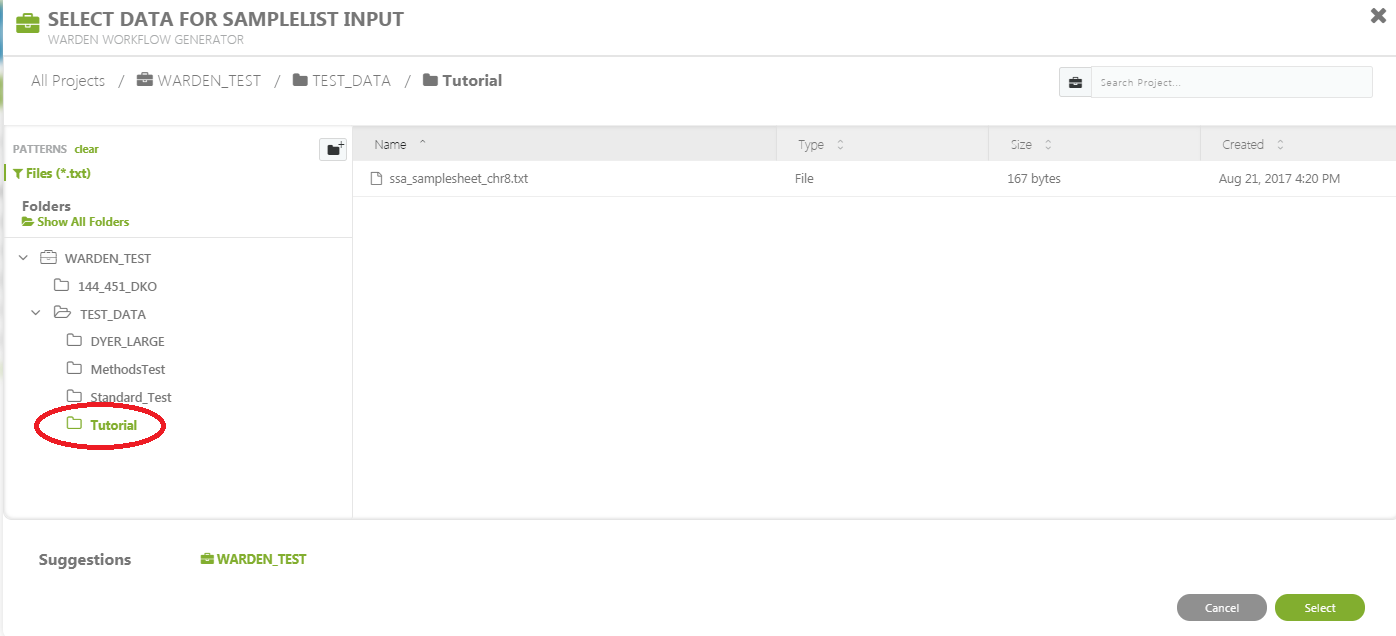 SELECT DATA FOR SAMPLELIST INPUT
WARDEN WORKFLOW GENERATOR
All Projects / WARDEN_TEST / TEST_DATA / Tutorial
Search Project...
PATTERNS clear
Files (*.txt)
Folders
Show All Folders
WARDEN_TEST
144_451_DKO
TEST_DATA
DYER_LARGE
MethodsTest
Standard_Test
Tutorial
Name Type Size Created
ssa_samplesheet_chr8.txt File 167 bytes Aug 21, 2017 4:20 PM
Suggestions WARDEN_TEST
Cancel Select